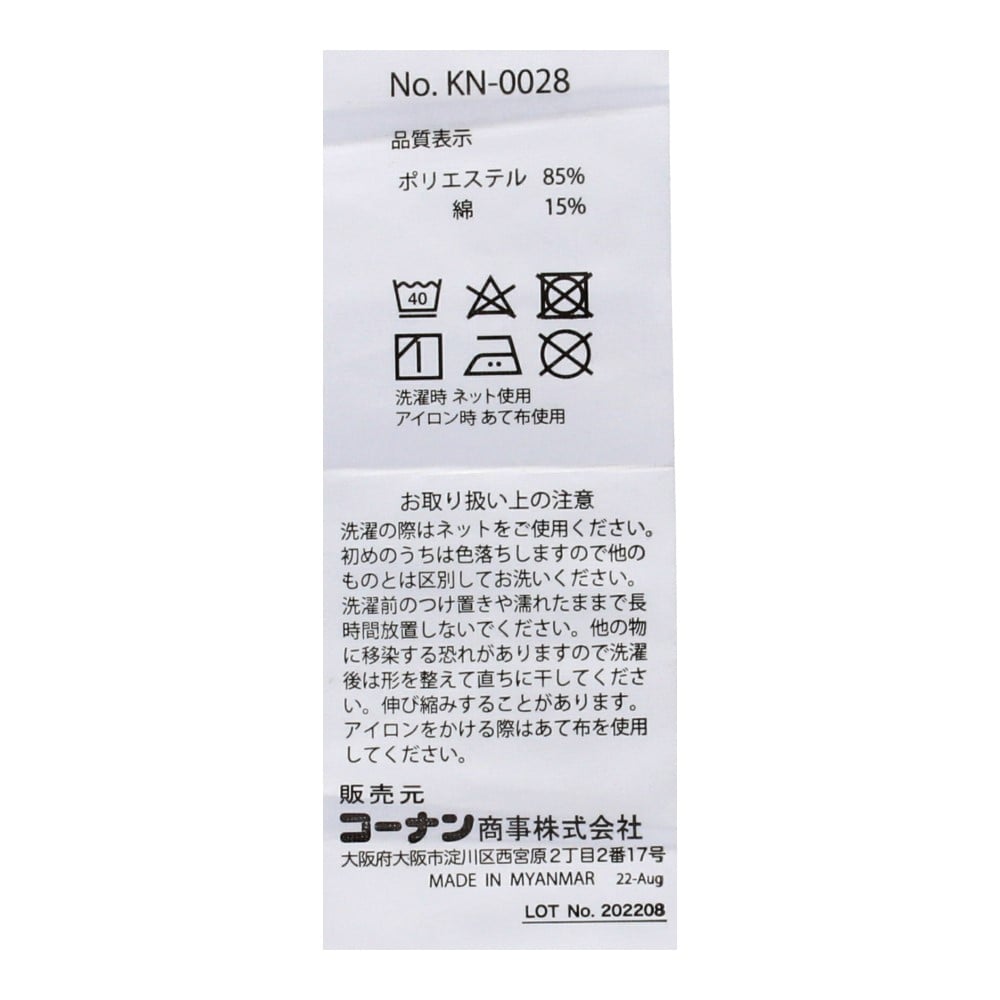 No. KN-0028
品質表示
ポリエステル 85%
綿 15%
40
洗濯時 ネット使用
アイロン時 あて布使用
お取り扱い上の注意
洗濯の際はネットをご使用ください。
初めのうちは色落ちしますので他の
ものとは区別してお洗いください。
洗濯前のつけ置きや濡れたままで長
時間放置しないでください。他の物
に移染する恐れがありますので洗濯
後は形を整えて直ちに干してくださ
い。伸び縮みすることがあります。
アイロンをかける際はあて布を使用
してください。
販売元
コーナン商事株式会社
大阪府大阪市淀川区西宮原2丁目2番17号
MADE IN MYANMAR 22-Aug
LOT No. 202208